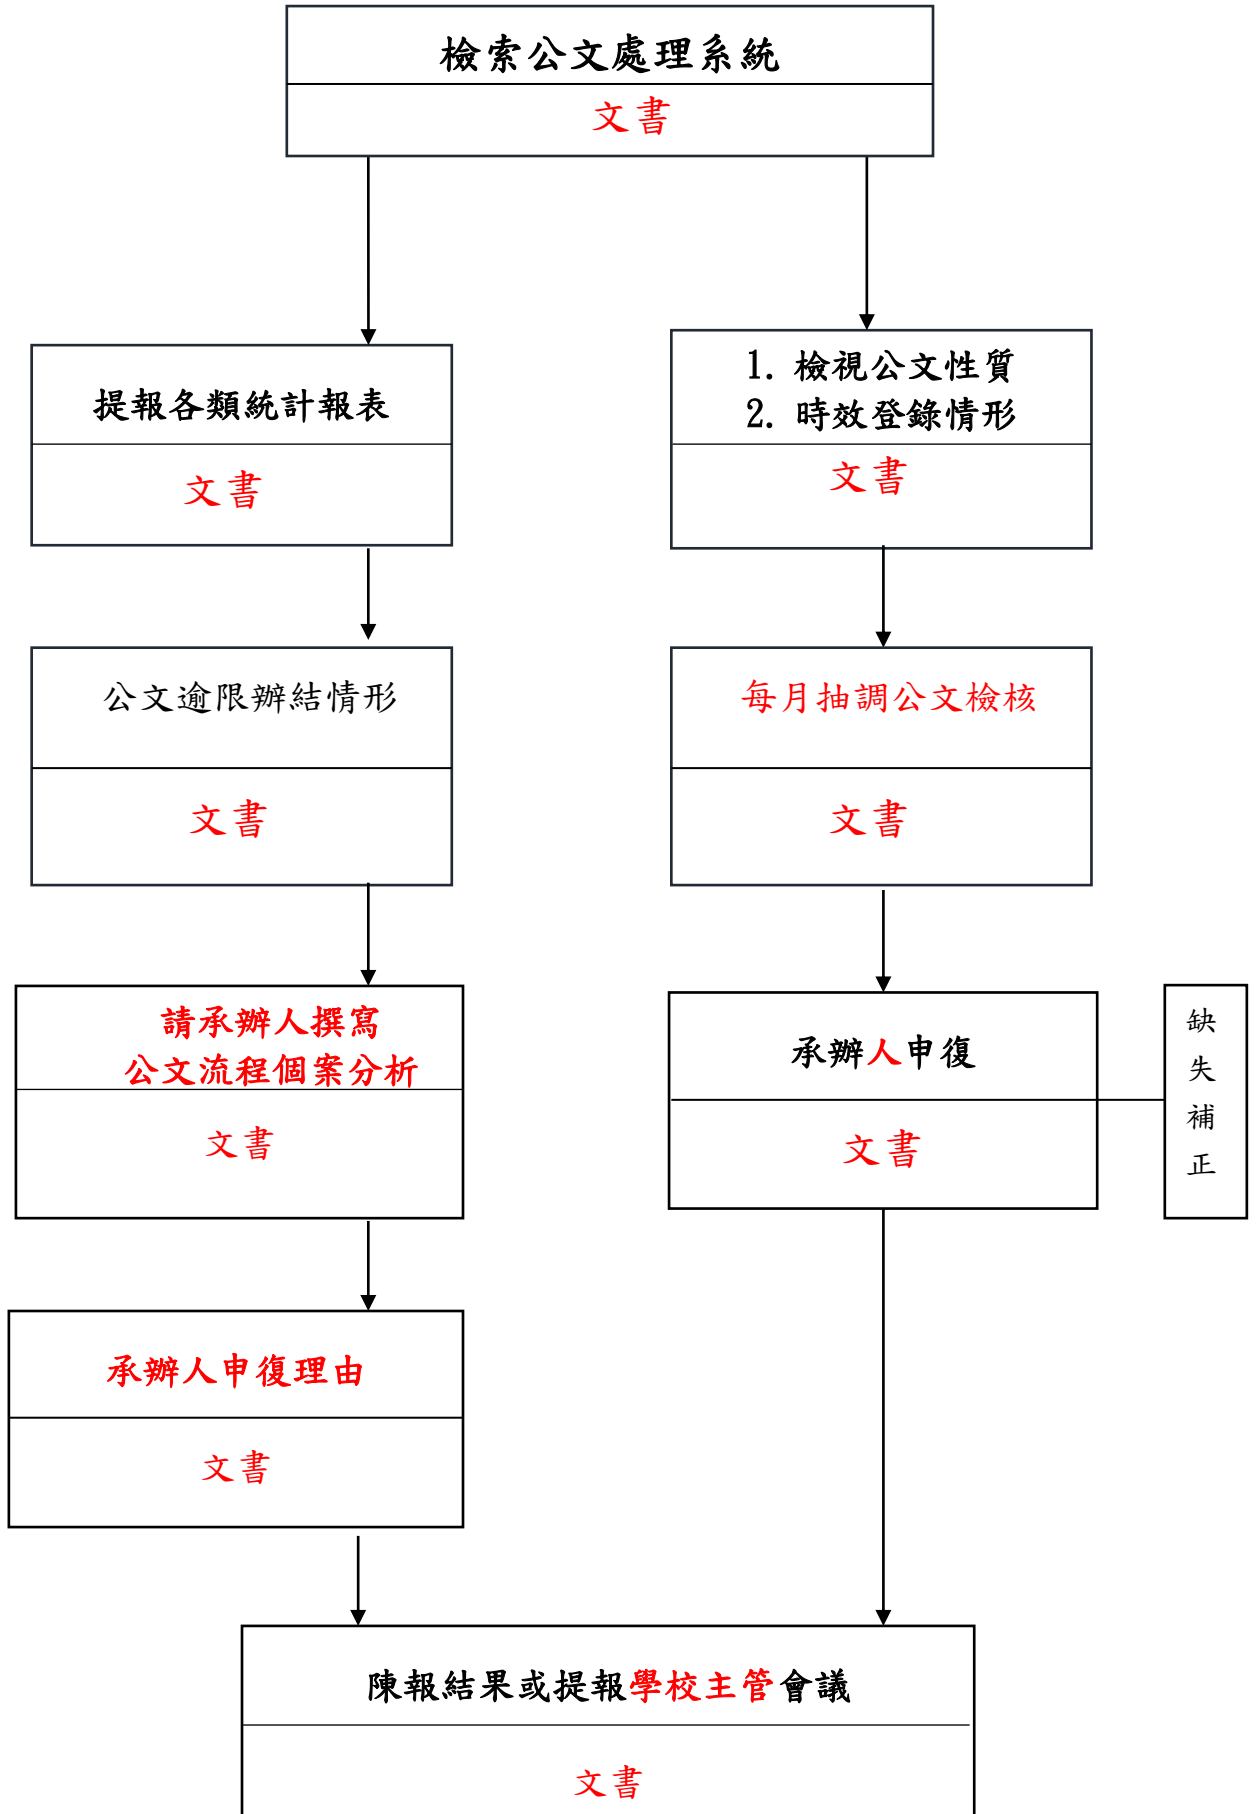 檢索公文處理系統
文書
提報各類統計報表
文書
1. 檢視公文性質
2. 時效登錄情形
文書
公文逾限辦結情形
文書
每月抽調公文檢核
文書
請承辦人撰寫
公文流程個案分析
文書
承辦人申復
文書
缺
失
補
正
承辦人申復理由
文書
陳報結果或提報學校主管會議
文書